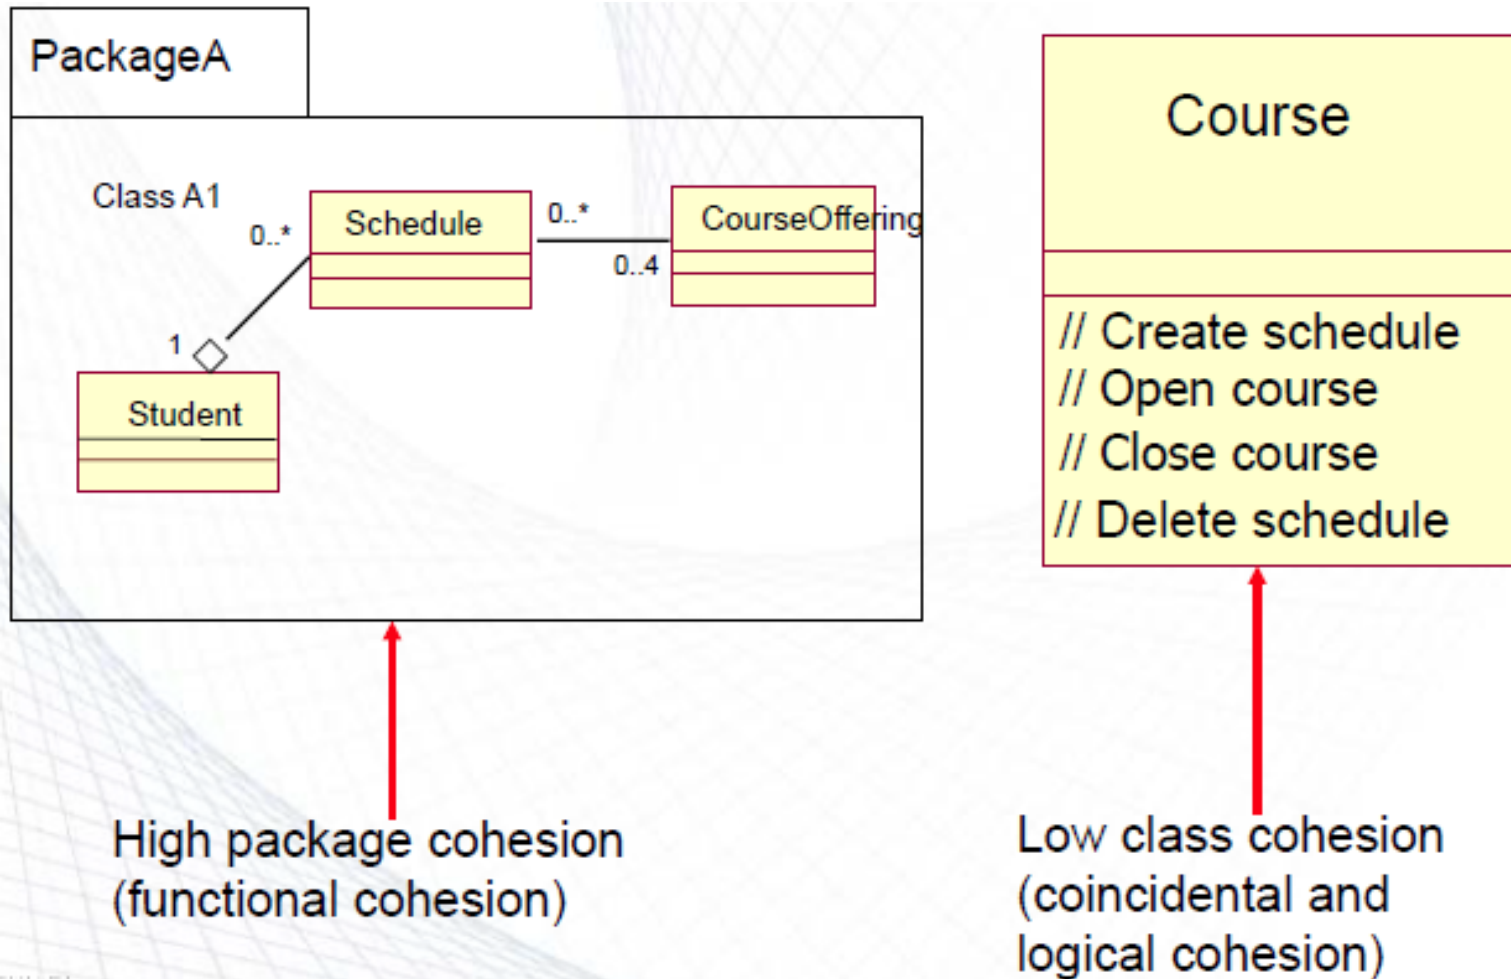 PackageA
Class A1
0..*
Schedule
0..*
CourseOffering
0..4
1
Student
Course
// Create schedule
// Open course
// Close course
// Delete schedule
High package cohesion
(functional cohesion)
Low class cohesion
(coincidental and
logical cohesion)